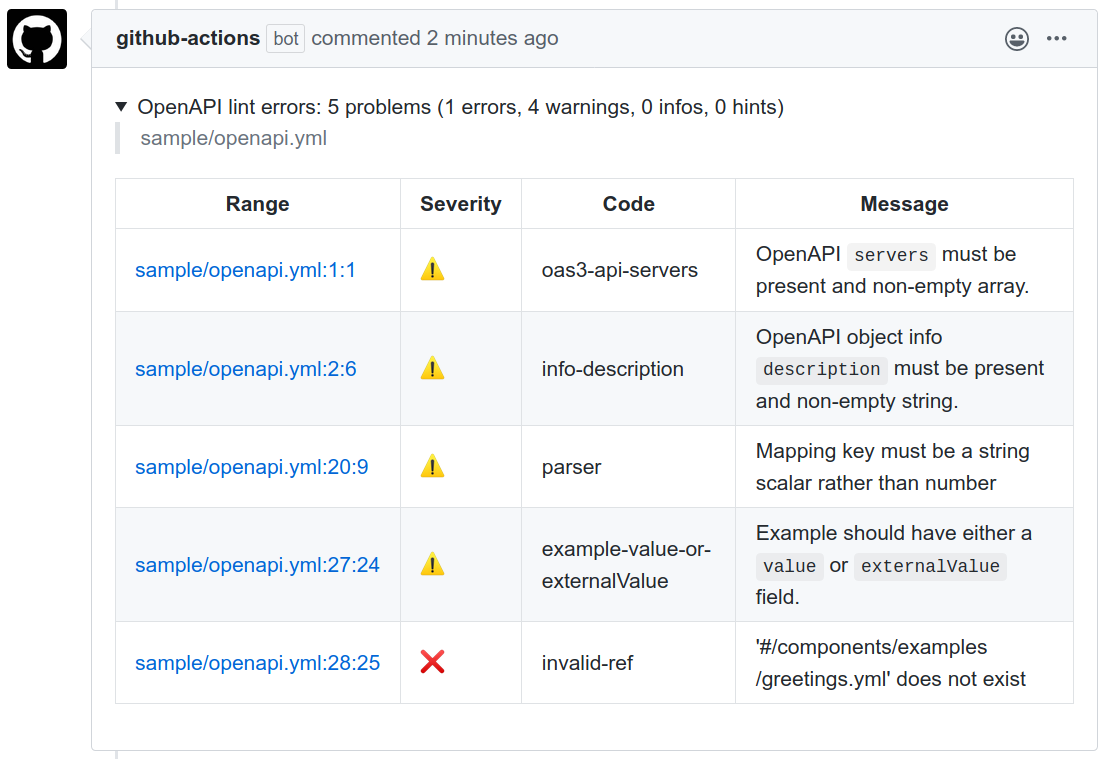 github-actions bot commented 2 minutes ago
OpenAPI lint errors: 5 problems (1 errors, 4 warnings, 0 infos, 0 hints)
sample/openapi.yml
Range Severity Code Message
sample/openapi.yml:1:1 ⚠️ oas3-api-servers OpenAPI servers must be
present and non-empty array.
sample/openapi.yml:2:6 ⚠️ info-description OpenAPI object info
description must be present
and non-empty string.
sample/openapi.yml:20:9 ⚠️ parser Mapping key must be a string
scalar rather than number
sample/openapi.yml:27:24 ⚠️ example-value-or-
externalValue
Example should have either a
value or externalValue
field.
sample/openapi.yml:28:25 ❌ invalid-ref '#/components/examples
/greetings.yml' does not exist